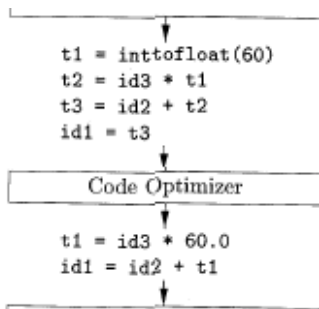 t1 = inttofloat(60)
t2 = id3 * t1
t3 = id2 + t2
id1 = t3
Code Optimizer
t1 = id3 * 60.0
id1 = id2 + t1